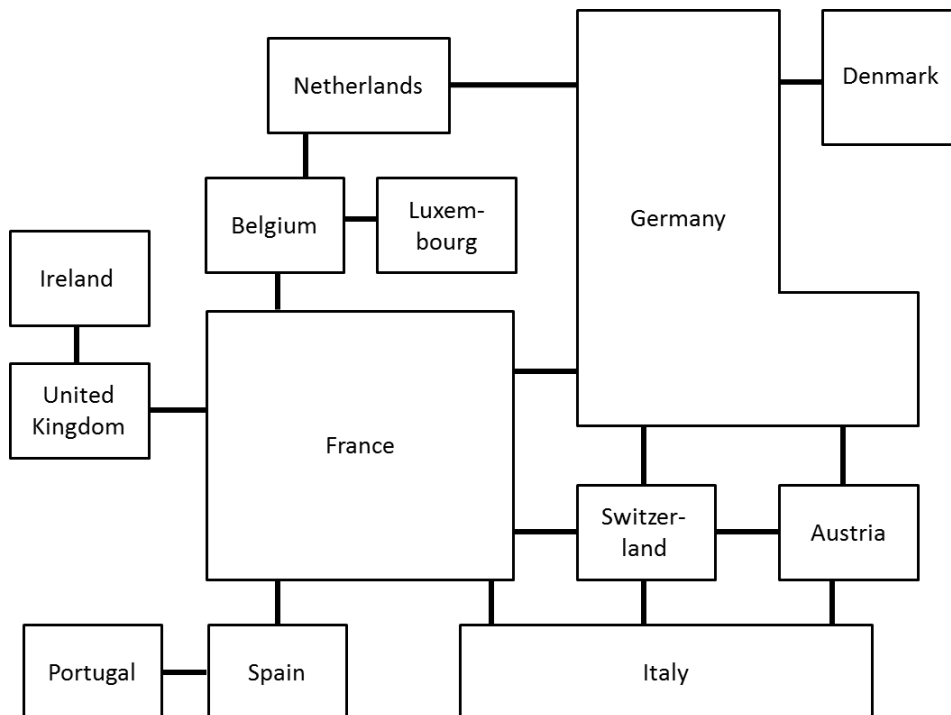 Netherlands
Denmark
Belgium
Luxem-
bourg
Germany
Ireland
United
Kingdom
France
Switzer-
land
Austria
Portugal
Spain
Italy